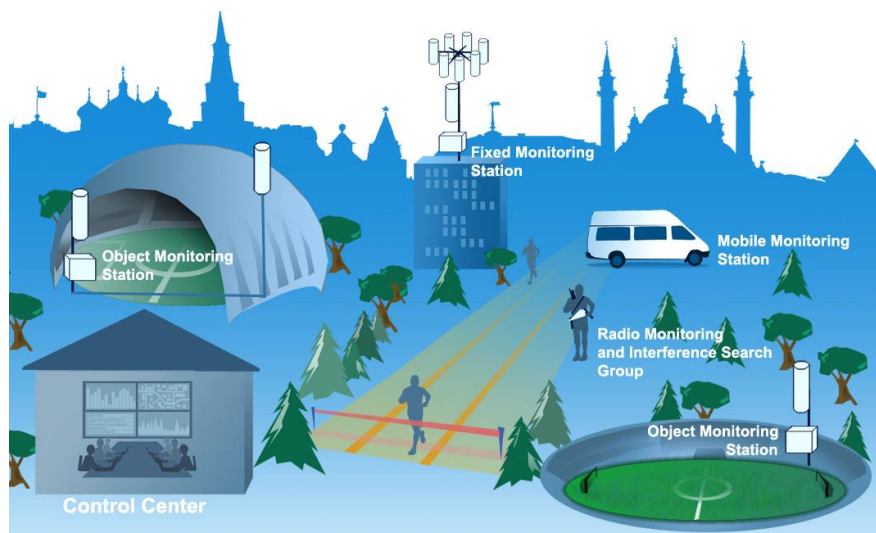 Fixed Monitoring
Station
Object Monitoring
Station
Mobile Monitoring
Station
Radio Monitoring
and Interference Search
Group
Object Monitoring
Station
Control Center